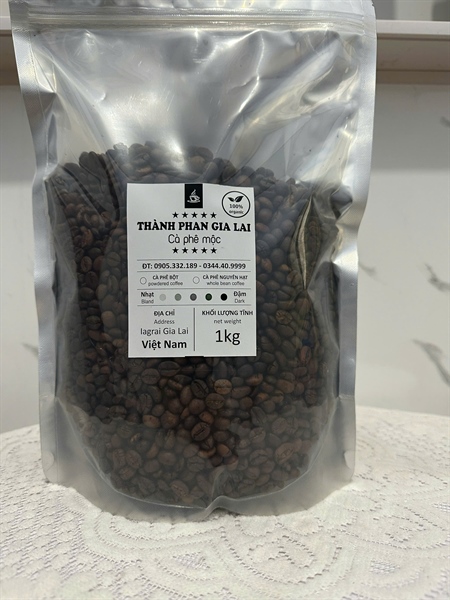 100%
organic
THÀNH PHAN GIA LAI
Cà phê mộc
ĐT: 0905.332.189 - 0344.40.9999
CÀ PHÊ BỘT
powdered coffee
CÀ PHÊ NGUYÊN HẠT
whole bean coffee
Nhạt
Bland
Đậm
Dark
ĐỊA CHỈ
Address
Iagrai Gia Lai
Việt Nam
KHỐI LƯỢNG TỊNH
net weight
1kg